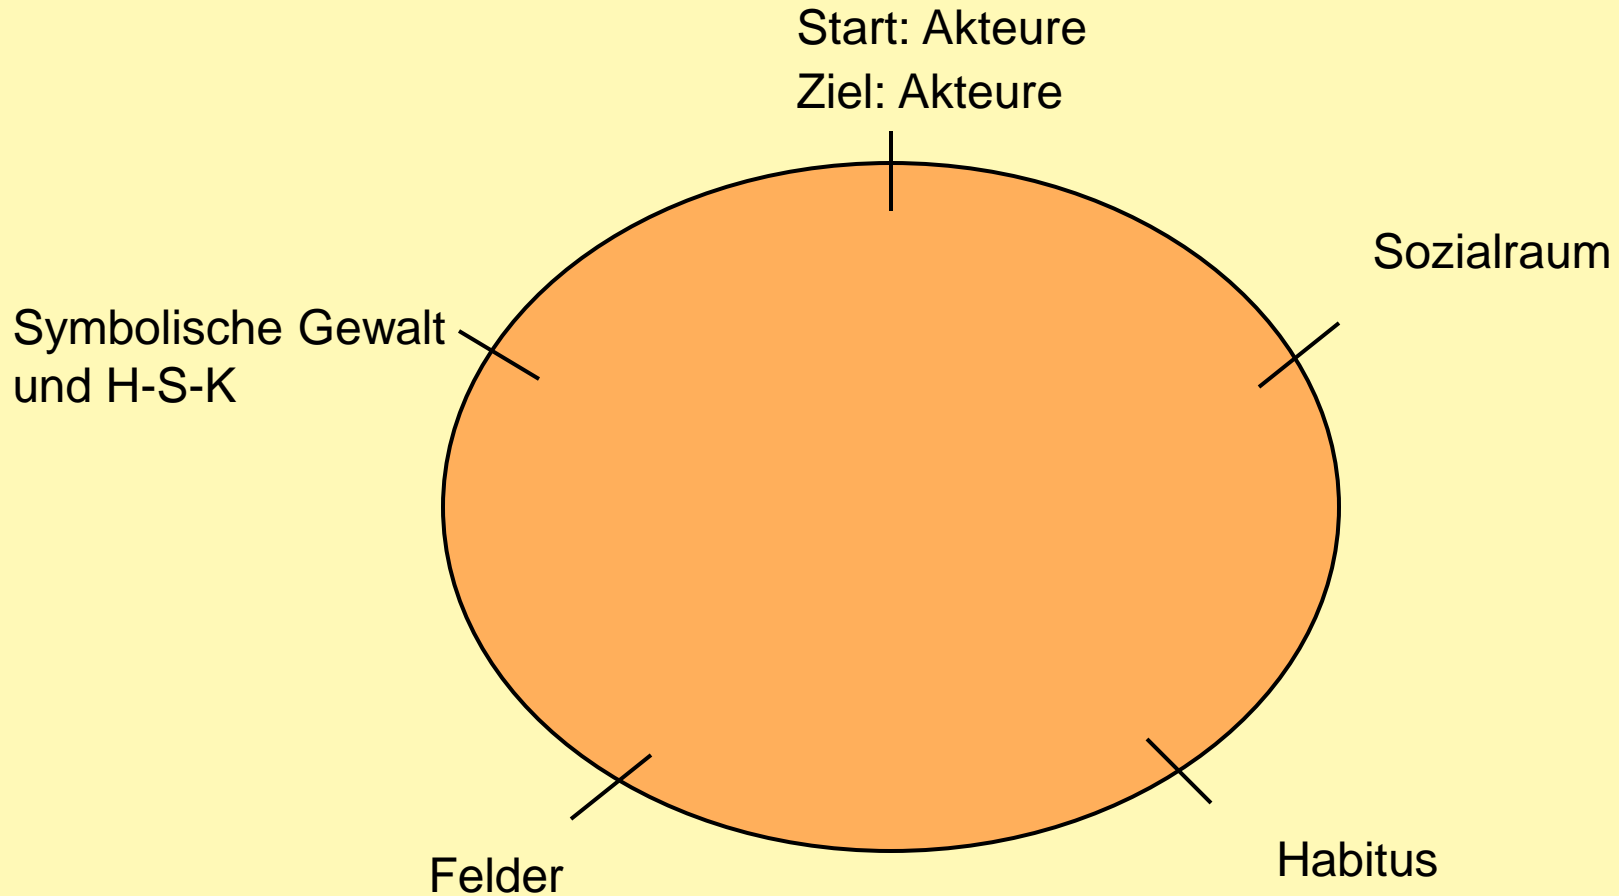 Start: Akteure
Ziel: Akteure
Sozialraum
Symbolische Gewalt
und H-S-K
Habitus
Felder